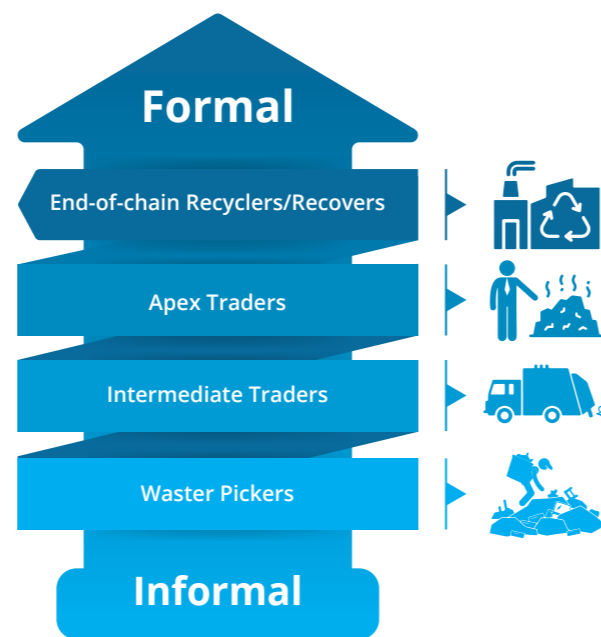 Formal
End-of-chain Recyclers/Recovers
Apex Traders
Intermediate Traders
Waster Pickers
Informal